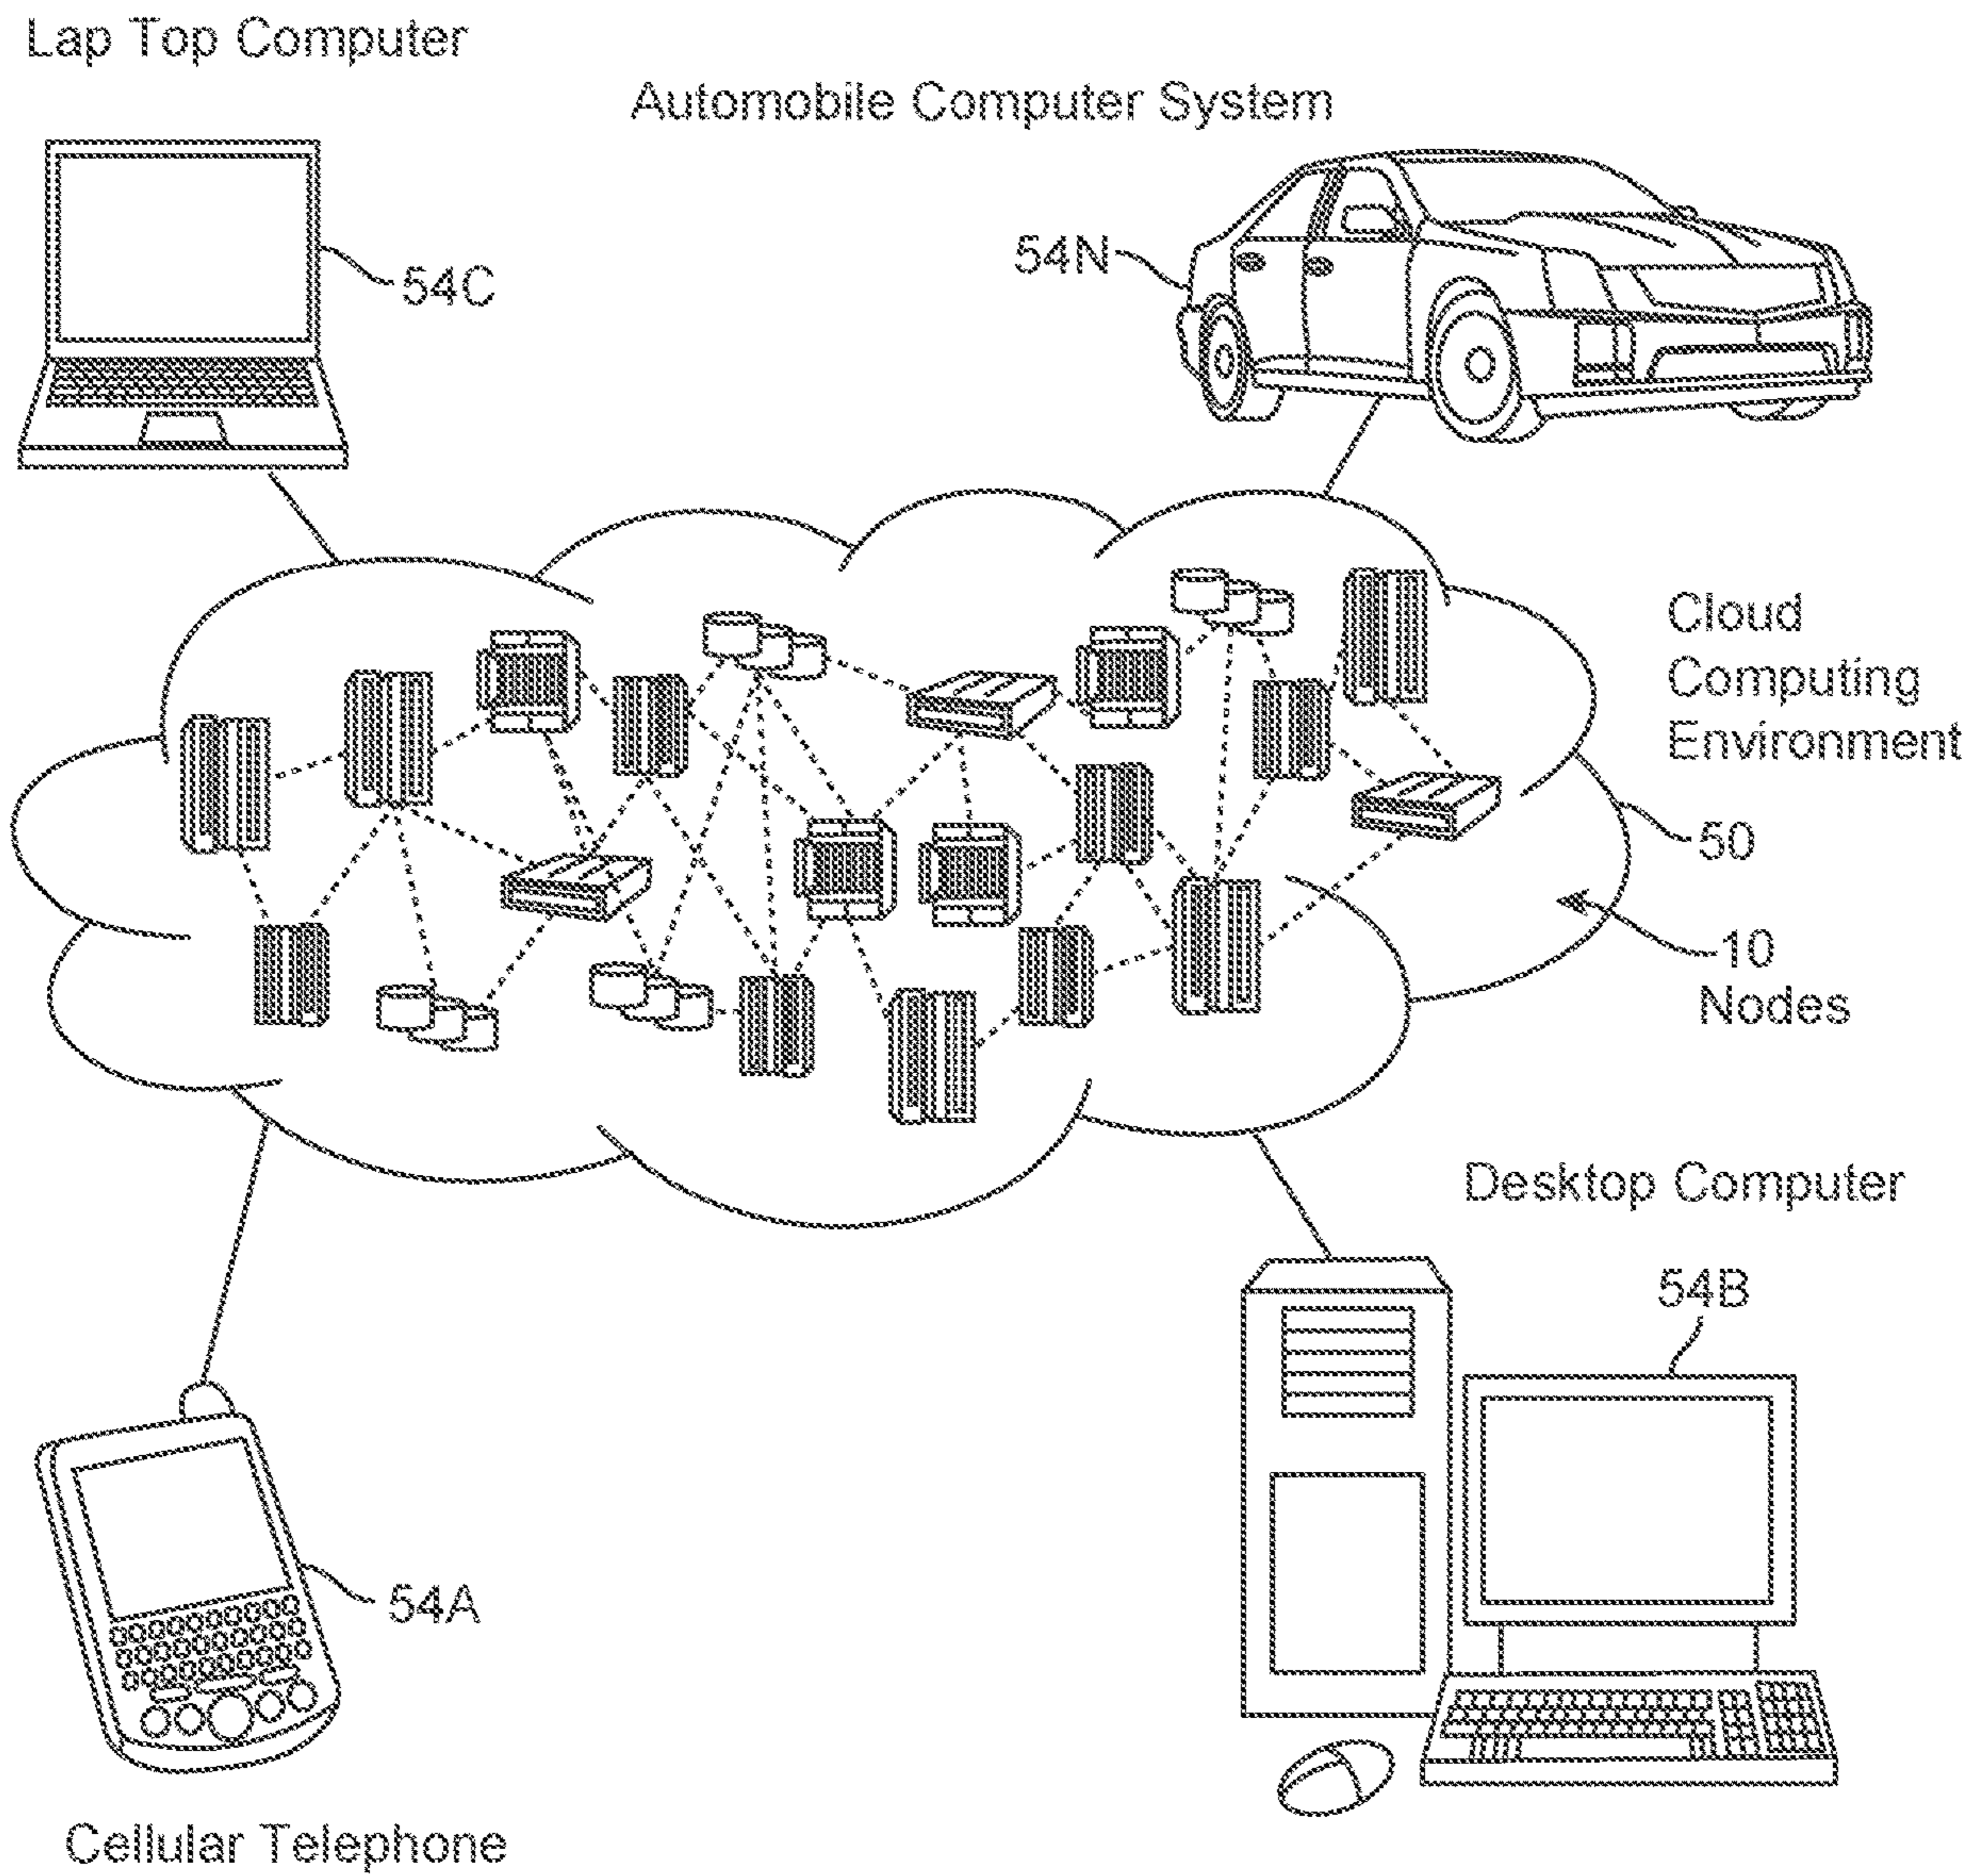 Lap Top Computer
Automobile Computer System
54C
54N
Cloud
Computing
Environment
50
10
Nodes
Desktop Computer
54B
54A
Cellular Telephone